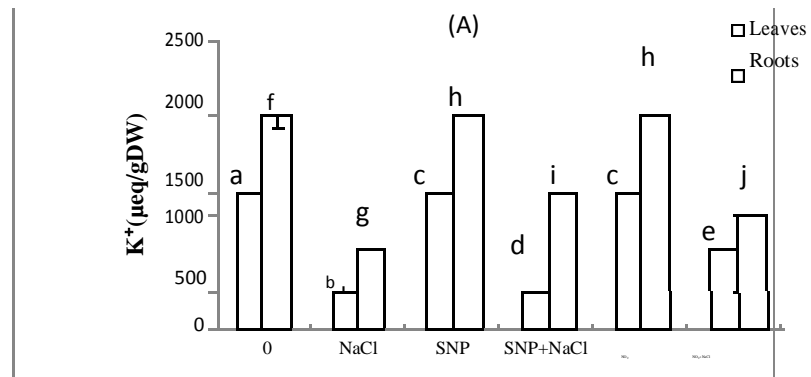 (A)
Leaves
Roots
K⁺(µeq/gDW)
2500
2000
1500
1000
500
0
a
f
b
g
c
h
d
i
c
h
e
j
0
NaCl
SNP
SNP+NaCl